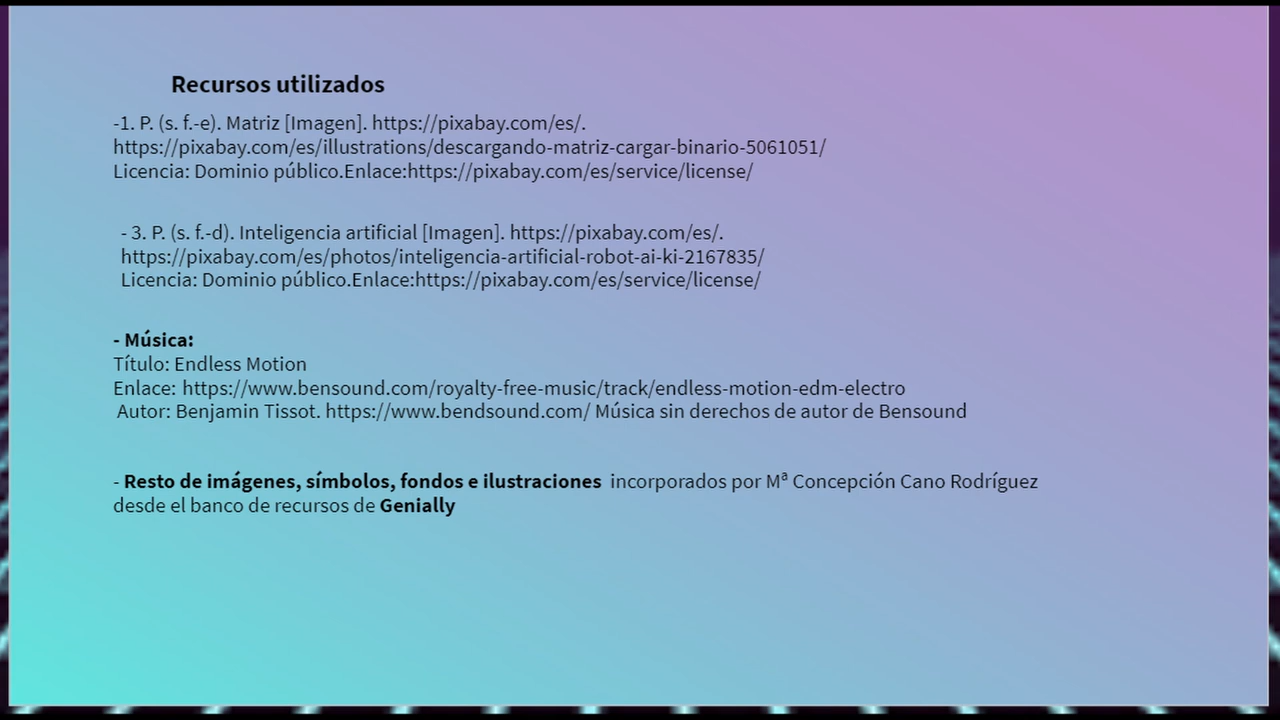 Recursos utilizados
-1. P. (s. f.-e). Matriz [Imagen]. https://pixabay.com/es/.
https://pixabay.com/es/illustrations/descargando-matriz-cargar-binario-5061051/
Licencia: Dominio público.Enlace:https://pixabay.com/es/service/license/
- 3. P. (s. f.-d). Inteligencia artificial [Imagen]. https://pixabay.com/es/.
https://pixabay.com/es/photos/inteligencia-artificial-robot-ai-ki-2167835/
Licencia: Dominio público.Enlace:https://pixabay.com/es/service/license/
- Música:
Título: Endless Motion
Enlace: https://www.bensound.com/royalty-free-music/track/endless-motion-edm-electro
Autor: Benjamin Tissot. https://www.bendsound.com/ Música sin derechos de autor de Bensound
- Resto de imágenes, símbolos, fondos e ilustraciones incorporados por Mª Concepción Cano Rodríguez
desde el banco de recursos de Genially